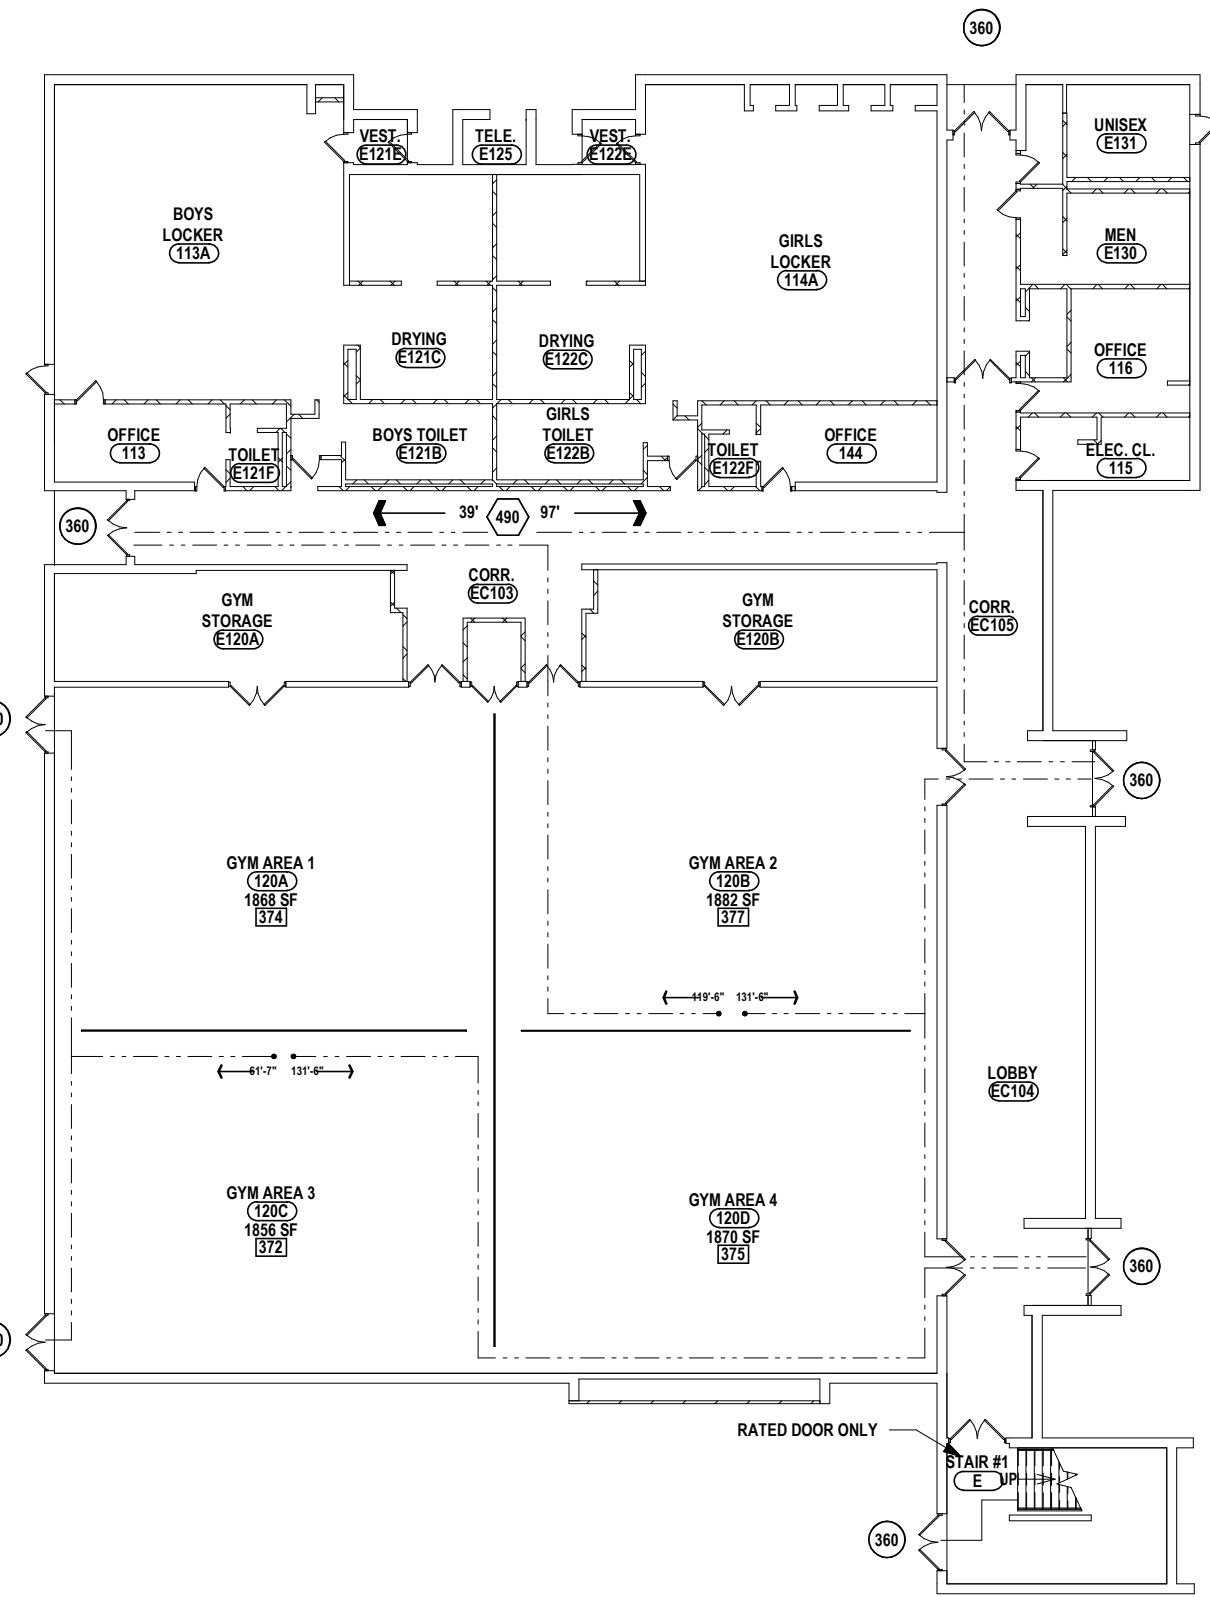 360
VEST.
E121E
TELE.
E125
VEST.
E122E
UNISEX
E131
BOYS
LOCKER
113A
GIRLS
LOCKER
114A
MEN
E130
DRYING
E121C
DRYING
E122C
OFFICE
116
OFFICE
113
TOILET
E121F
BOYS TOILET
E121B
GIRLS
TOILET
E122B
TOILET
E122F
OFFICE
144
ELEC. CL.
115
360
39'
490
97'
CORR.
EC103
GYM
STORAGE
E120A
GYM
STORAGE
E120B
CORR.
EC105
360
GYM AREA 1
120A
1868 SF
374
GYM AREA 2
120B
1882 SF
377
119'-6"
131'-6"
61'-7"
131'-6"
LOBBY
EC104
GYM AREA 3
120C
1856 SF
372
GYM AREA 4
120D
1870 SF
375
360
RATED DOOR ONLY
STAIR #1
E
UP
360